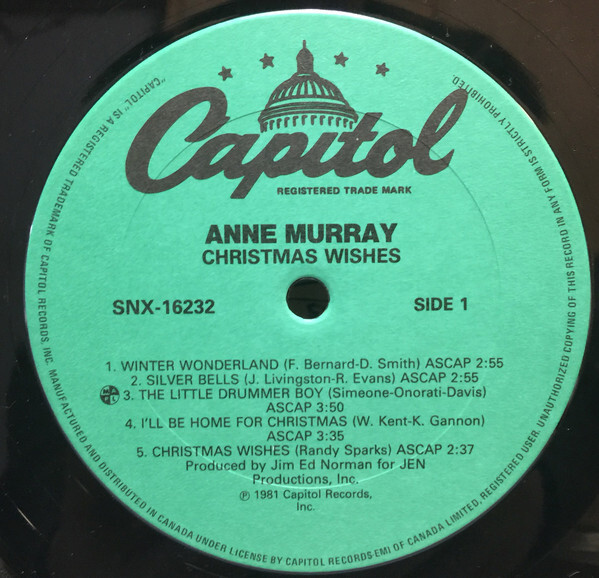 Capitol
REGISTERED TRADE MARK
ANNE MURRAY
CHRISTMAS WISHES
SNX-16232
SIDE 1
1. WINTER WONDERLAND (F. Bernard-D. Smith) ASCAP 2:55
2. SILVER BELLS (J. Livingston-R. Evans) ASCAP 2:55
3. THE LITTLE DRUMMER BOY (Simeone-Onorati-Davis)
ASCAP 3:50
4. I'LL BE HOME FOR CHRISTMAS (W. Kent-K. Gannon)
ASCAP 3:35
5. CHRISTMAS WISHES (Randy Sparks) ASCAP 2:37
Produced by Jim Ed Norman for JEN
Productions, Inc.
℗ 1981 Capitol Records,
Inc.
"CAPITOL" IS A REGISTERED TRADEMARK OF CAPITOL RECORDS, INC. MANUFACTURED AND DISTRIBUTED IN CANADA UNDER LICENSE BY CAPITOL RECORDS-EMI OF CANADA LIMITED, REGISTERED USER. UNAUTHORIZED COPYING OF THIS RECORD IN ANY FORM IS STRICTLY PROHIBITED.